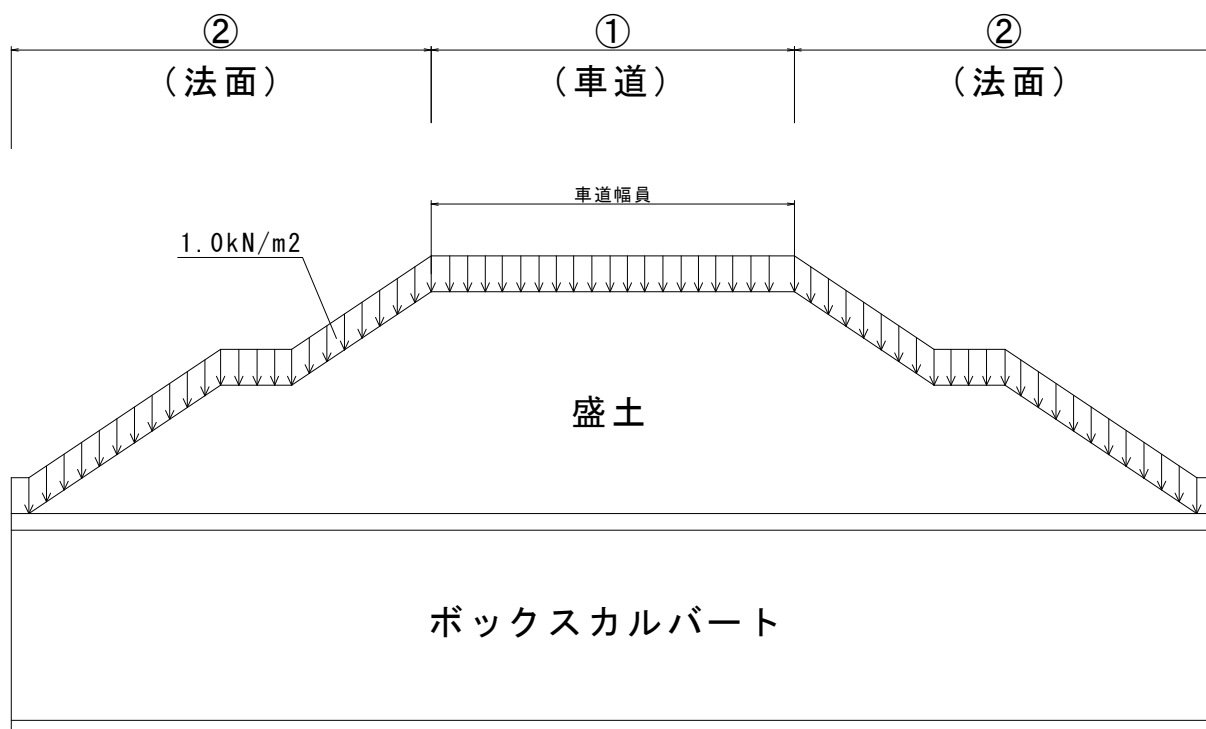 ② ① ②
（法面） （車道） （法面）
車道幅員
1.0kN/m2
盛土
ボックスカルバート